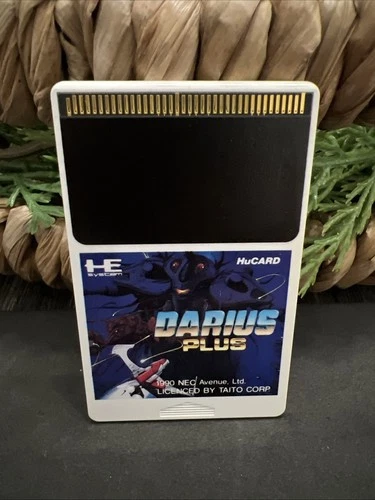 HE
system
HuCARD
DARIUS
PLUS
1990 NEC Avenue, Ltd.
LICENCED BY TAITO CORP.